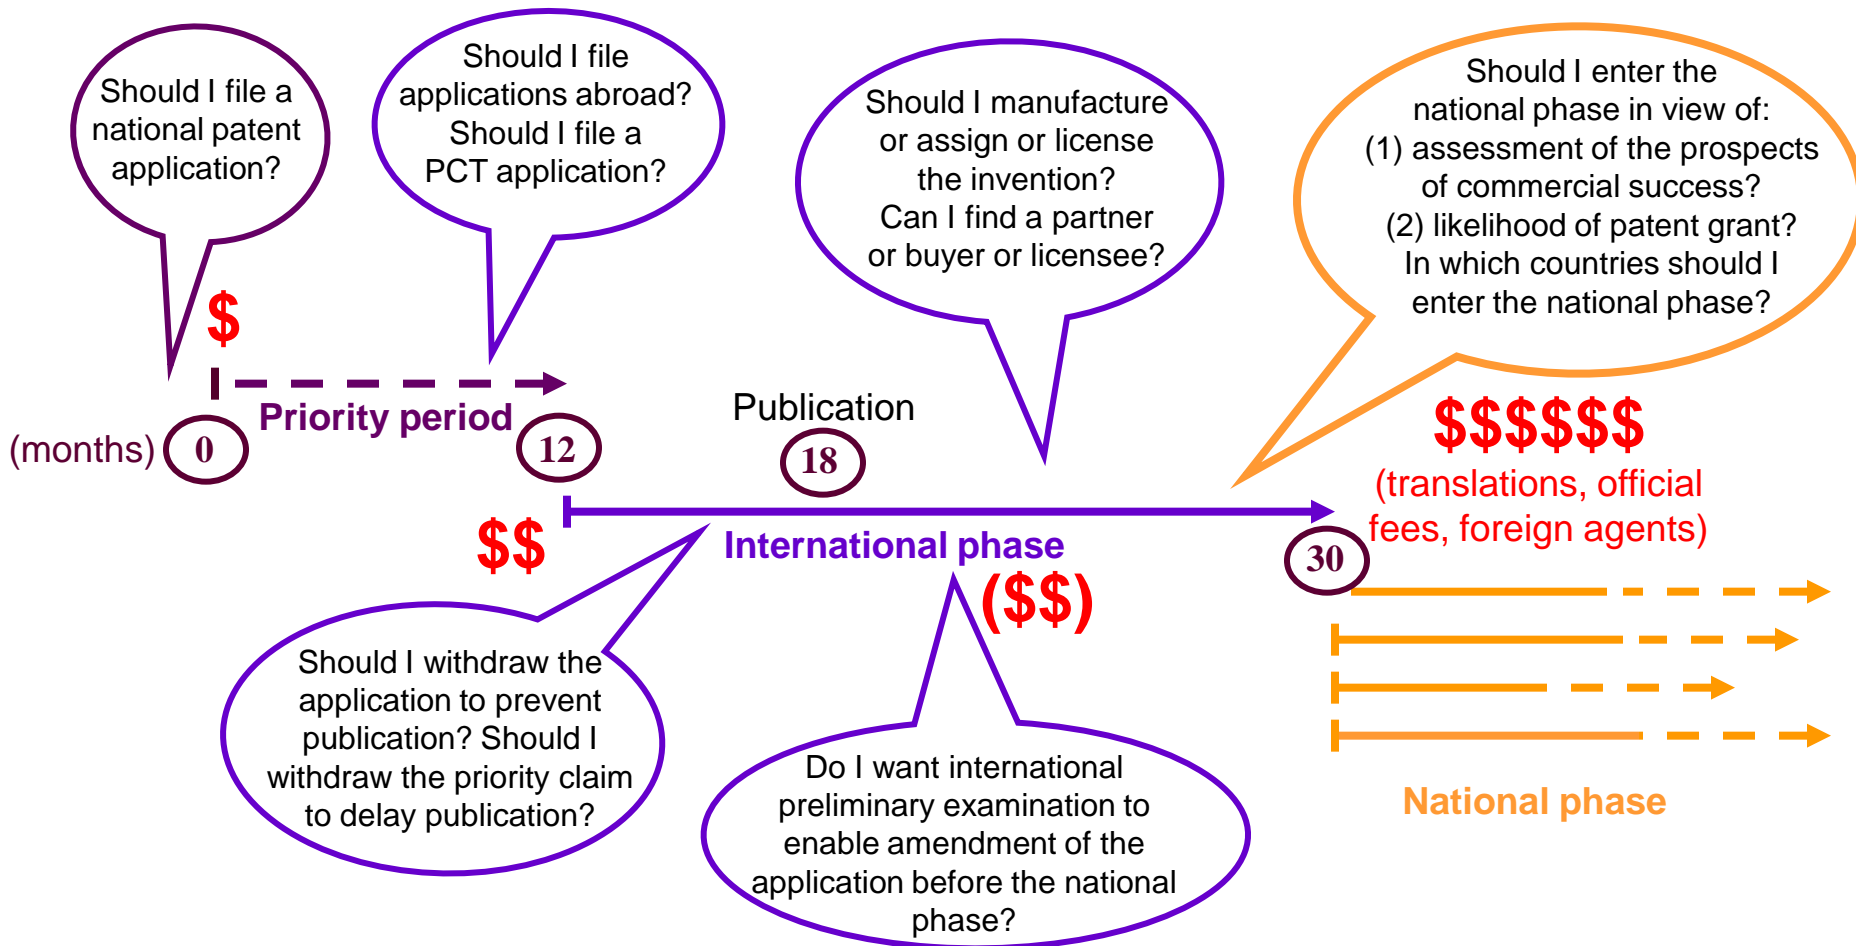 Should I file a
national patent
application?
Should I file
applications abroad?
Should I file a
PCT application?
Should I manufacture
or assign or license
the invention?
Can I find a partner
or buyer or licensee?
Should I enter the
national phase in view of:
(1) assessment of the prospects
of commercial success?
(2) likelihood of patent grant?
In which countries should I
enter the national phase?
$
Priority period
(months)
0
12
Publication
18
$$$$$$
(translations, official
fees, foreign agents)
$$
International phase
30
($$)
Should I withdraw the
application to prevent
publication? Should I
withdraw the priority claim
to delay publication?
Do I want international
preliminary examination to
enable amendment of the
application before the national
phase?
National phase